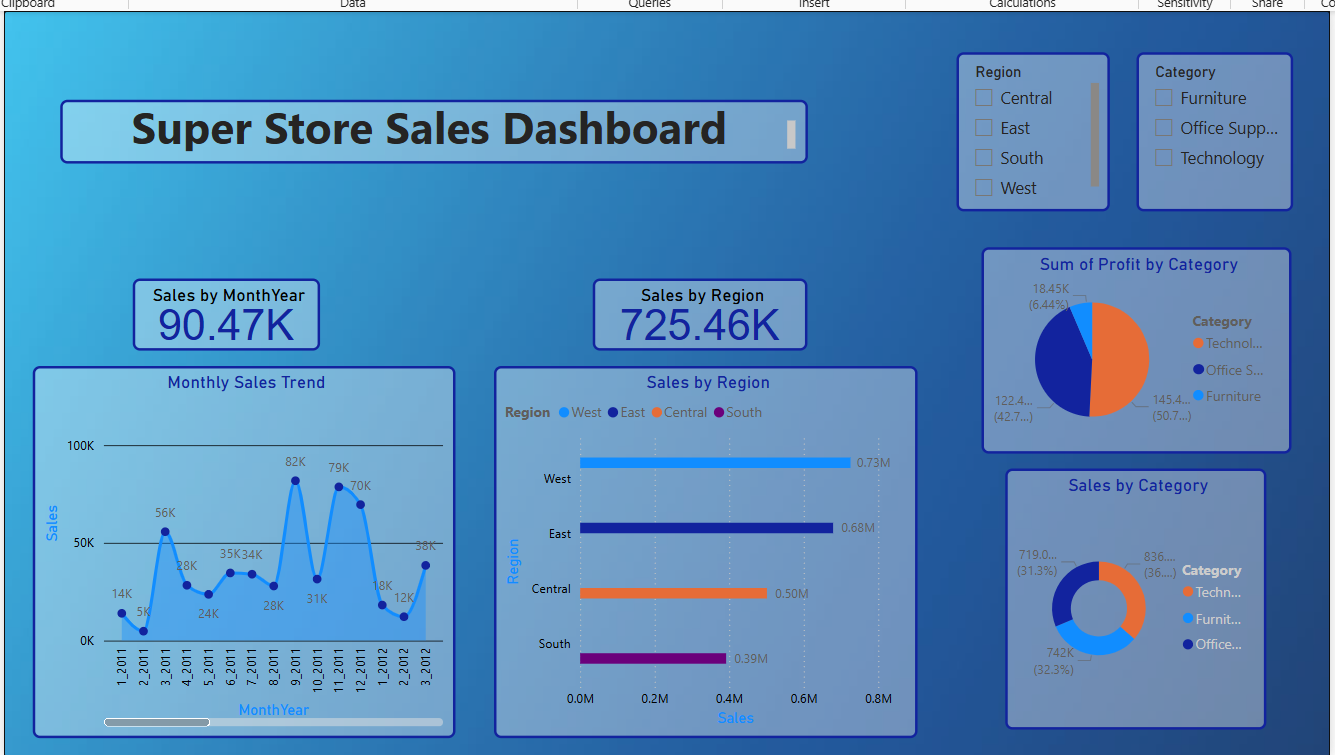 Clipboard Data Queries Insert Calculations Sensitivity Share Co
Super Store Sales Dashboard
Region
Central
East
South
West
Category
Furniture
Office Supp...
Technology
Sales by MonthYear
90.47K
Sales by Region
725.46K
Sum of Profit by Category
18.45K
(6.44%)
122.4...
(42.7...)
145.4...
(50.7...)
Category
Technol...
Office S...
Furniture
Monthly Sales Trend
Sales
100K
50K
0K
14K
5K
56K
28K
24K
35K
34K
28K
82K
31K
79K
70K
18K
12K
38K
1_2011
2_2011
3_2011
4_2011
5_2011
6_2011
7_2011
8_2011
9_2011
10_2011
11_2011
12_2011
1_2012
2_2012
3_2012
MonthYear
Sales by Region
Region West East Central South
Region
West
0.73M
East
0.68M
Central
0.50M
South
0.39M
0.0M 0.2M 0.4M 0.6M 0.8M
Sales
Sales by Category
719.0...
(31.3%)
836....
(36....)
742K
(32.3%)
Category
Techn...
Furnit...
Office...